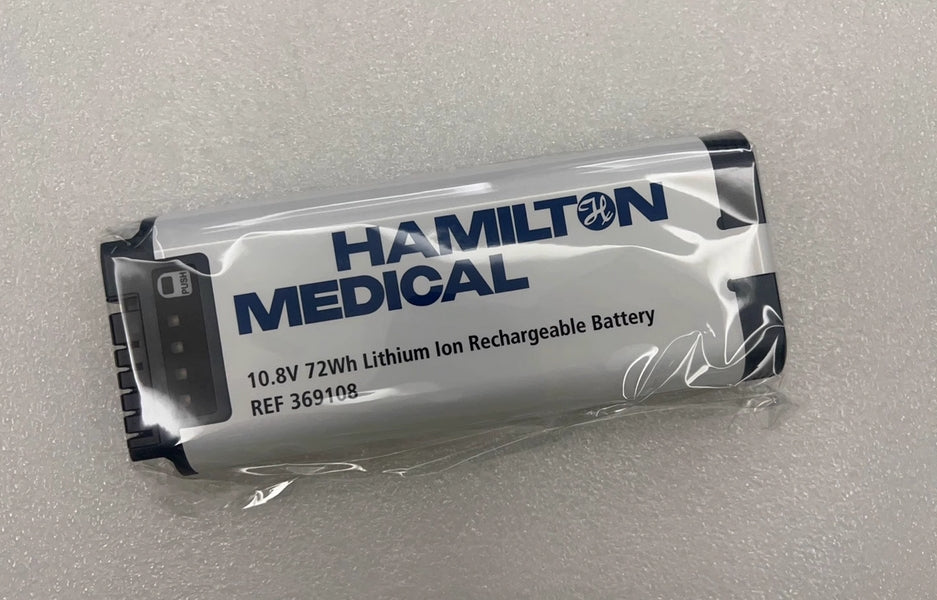 HAMILTON
MEDICAL
10.8V 72Wh Lithium Ion Rechargeable Battery
REF 369108
PUSH